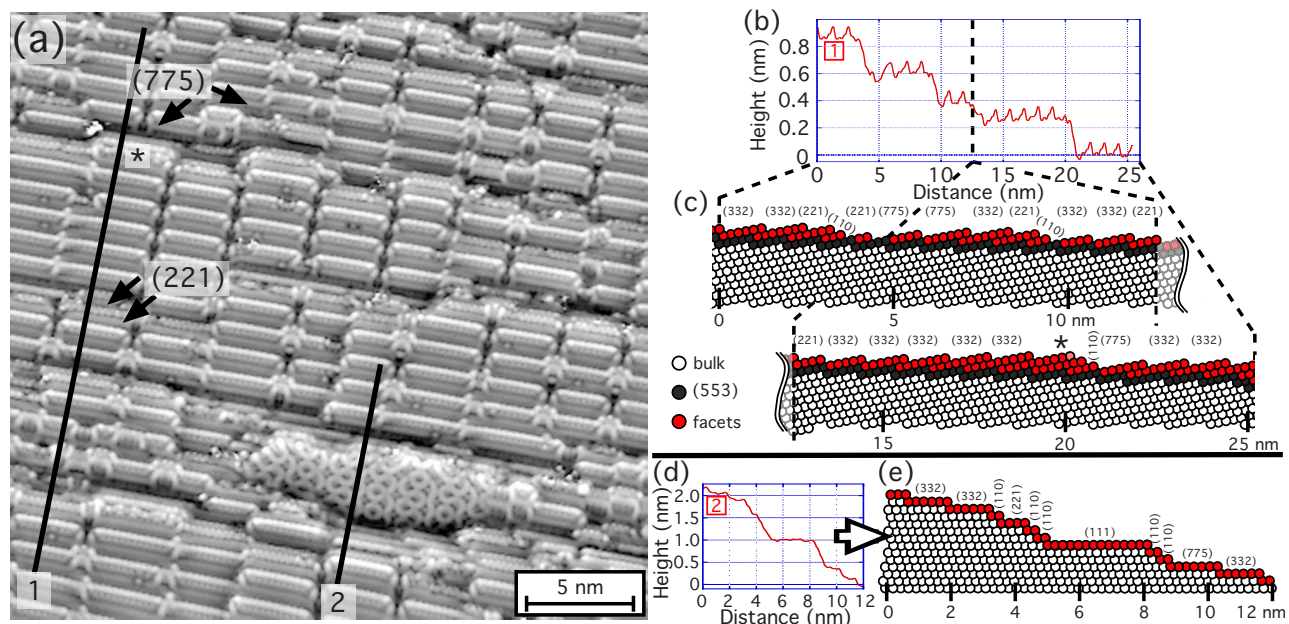 (a)
(775)
*
(221)
1
2
5 nm
(b)
1
Height (nm)
0.8
0.6
0.4
0.2
0
0 5 10 15 20 25
Distance (nm)
(c)
(332) (332) (221) (110) (221) (775) (775) (332) (221) (110) (332) (332) (221)
0 5 10 nm
(221) (332) (332) (332) (332) (332) * (110) (775) (332) (332)
bulk
(553)
facets
15 20 25 nm
(d)
2
Height (nm)
2.0
1.5
1.0
0.5
0
0 2 4 6 8 10 12
Distance (nm)
(e)
(332) (332) (110) (221) (110) (110) (111) (110) (110) (775) (332)
0 2 4 6 8 10 12 nm